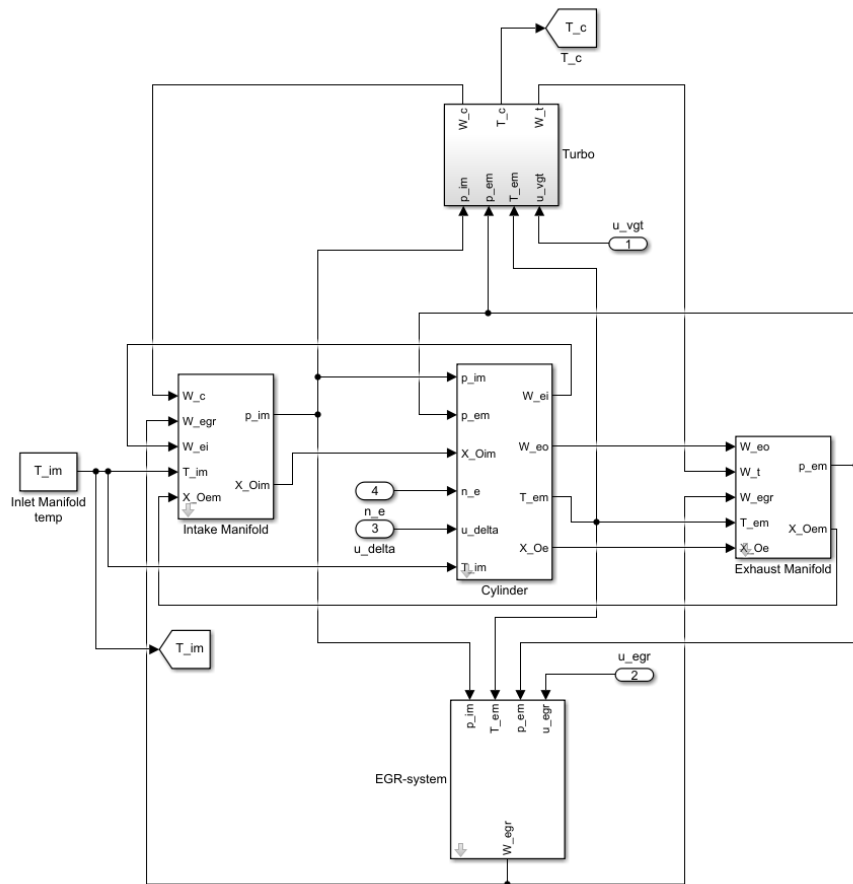 T_c
T_c
W_c
T_c
W_t
Turbo
p_im
p_em
T_em
u_vgt
u_vgt
1
W_c
W_egr
W_ei
T_im
X_Oem
p_im
X_Oim
Intake Manifold
T_im
Inlet Manifold
temp
p_im
p_em
X_Oim
n_e
u_delta
T_im
W_ei
W_eo
T_em
X_Oe
Cylinder
4
n_e
3
u_delta
W_eo
W_t
W_egr
T_em
X_Oe
p_em
X_Oem
Exhaust Manifold
T_im
u_egr
2
p_im
T_em
p_em
u_egr
EGR-system
W_egr